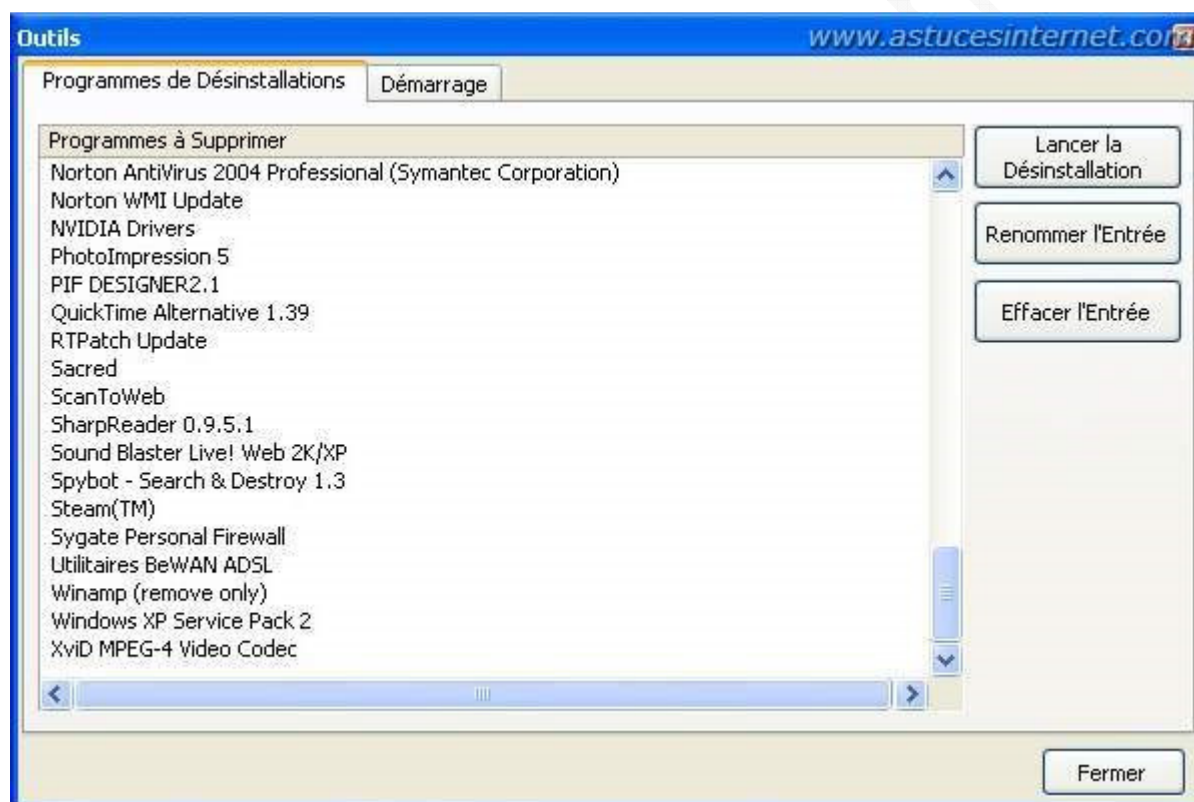 Outils
www.astucesinternet.com
Programmes de Désinstallations
Démarrage
Programmes à Supprimer
Norton AntiVirus 2004 Professional (Symantec Corporation)
Norton WMI Update
NVIDIA Drivers
PhotoImpression 5
PIF DESIGNER2.1
QuickTime Alternative 1.39
RTPatch Update
Sacred
ScanToWeb
SharpReader 0.9.5.1
Sound Blaster Live! Web 2K/XP
Spybot - Search & Destroy 1.3
Steam(TM)
Sygate Personal Firewall
Utilitaires BeWAN ADSL
Winamp (remove only)
Windows XP Service Pack 2
XviD MPEG-4 Video Codec
Lancer la
Désinstallation
Renommer l'Entrée
Effacer l'Entrée
Fermer